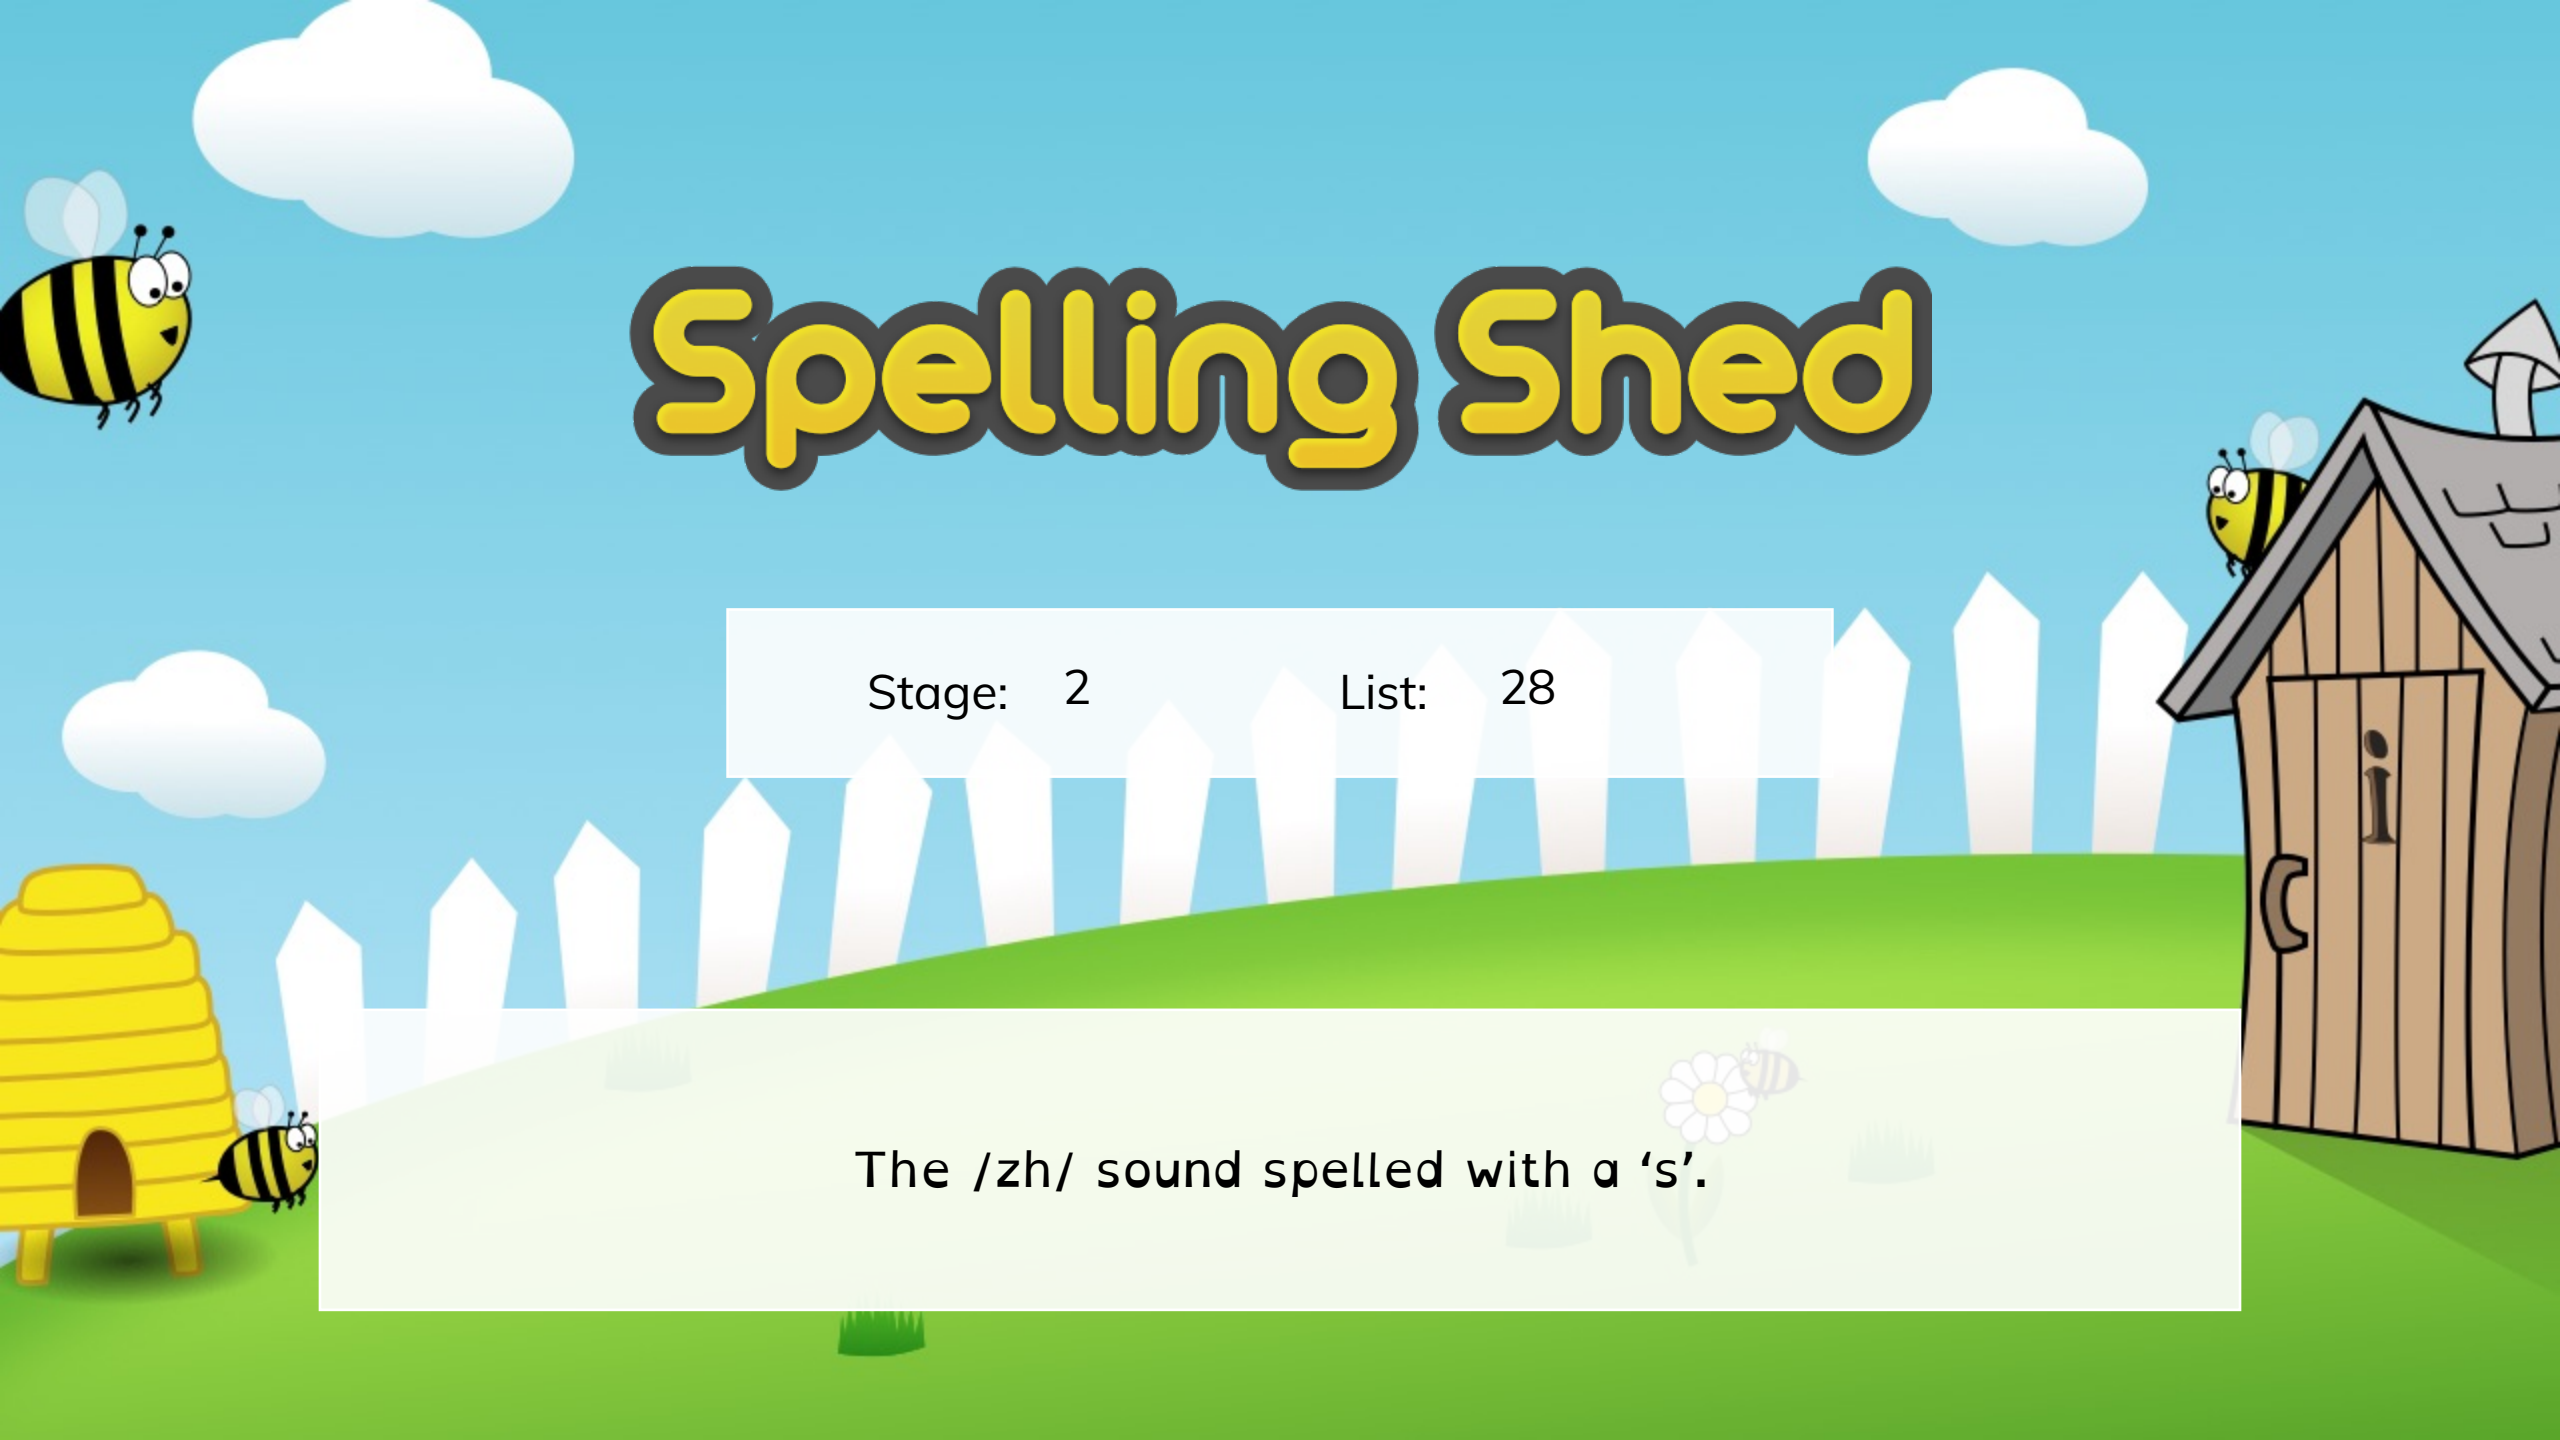 Spelling Shed
Stage: 2 List: 28
i
The /zh/ sound spelled with a ‘s’.